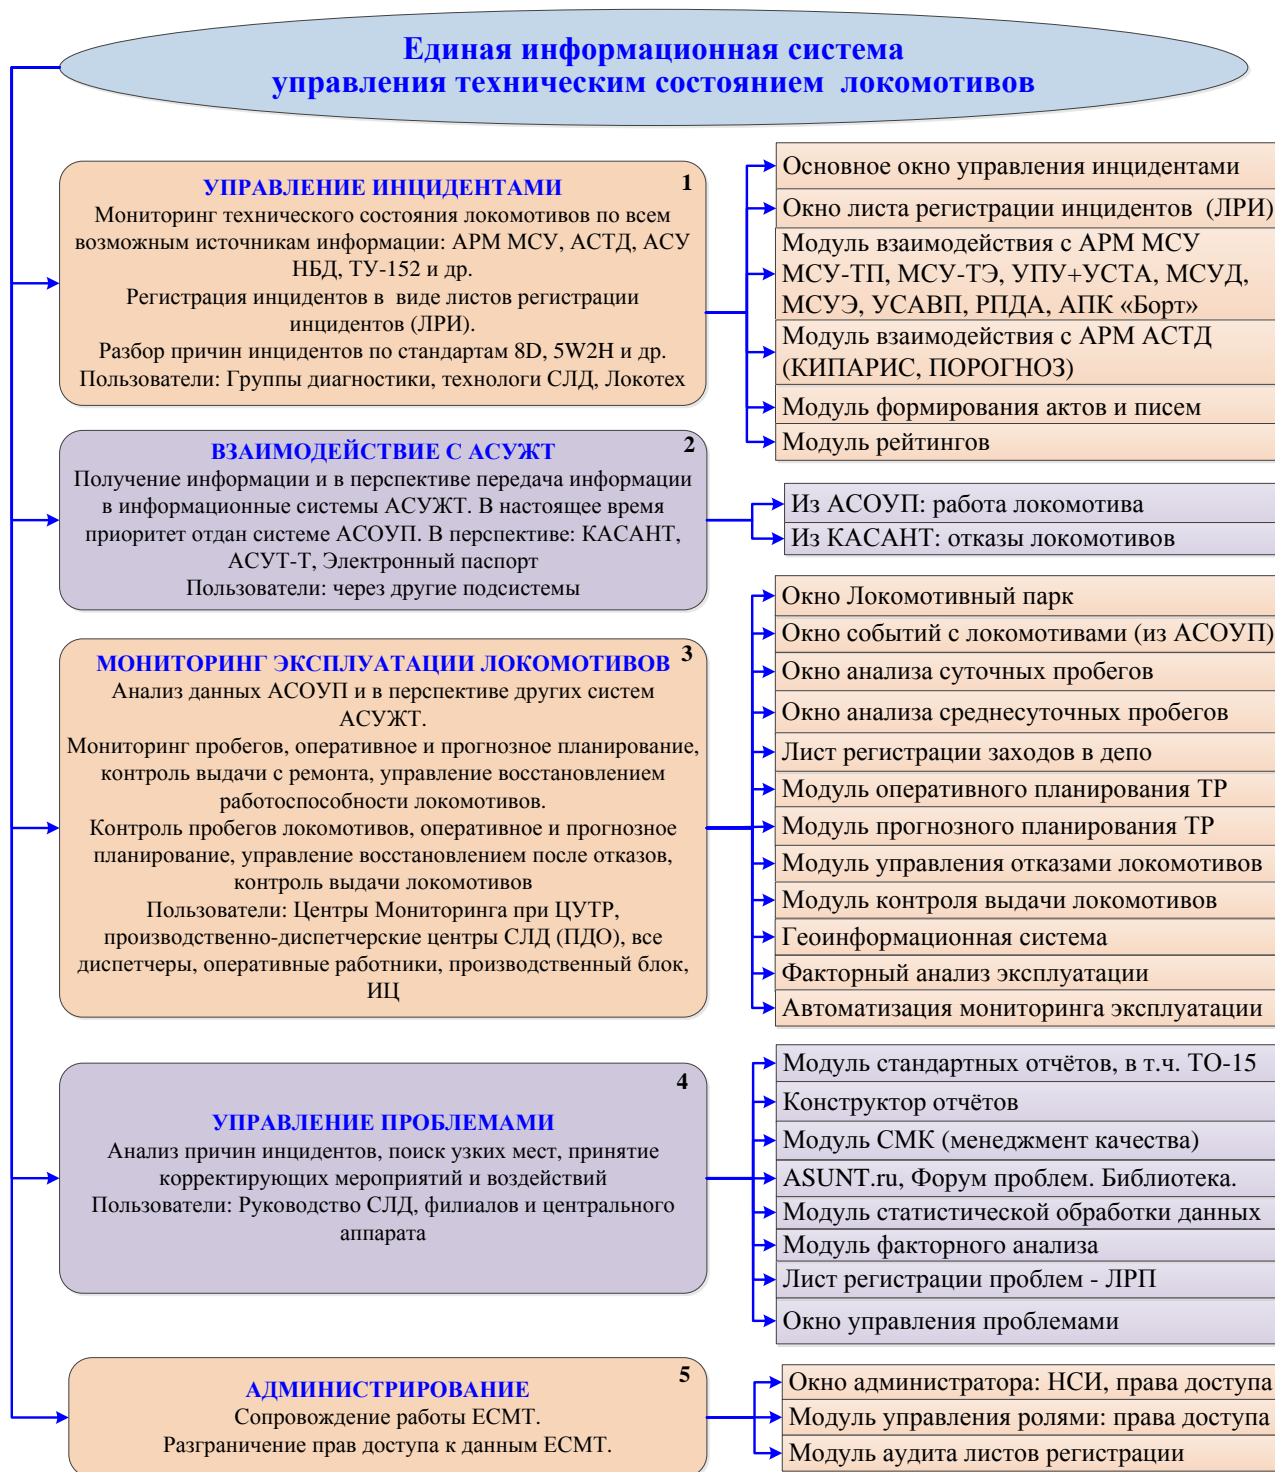 Единая информационная система
управления техническим состоянием локомотивов
УПРАВЛЕНИЕ ИНЦИДЕНТАМИ
1
Мониторинг технического состояния локомотивов по всем
возможным источникам информации: АРМ МСУ, АСТД, АСУ
НБД, ТУ-152 и др.
Регистрация инцидентов в виде листов регистрации
инцидентов (ЛРИ).
Разбор причин инцидентов по стандартам 8D, 5W2H и др.
Пользователи: Группы диагностики, технологи СЛД, Локотех
Основное окно управления инцидентами
Окно листа регистрации инцидентов (ЛРИ)
Модуль взаимодействия с АРМ МСУ
МСУ-ТП, МСУ-ТЭ, УПУ+УСТА, МСУД,
МСУЭ, УСАВП, РПДА, АПК «Борт»
Модуль взаимодействия с АРМ АСТД
(КИПАРИС, ПОРОГНОЗ)
Модуль формирования актов и писем
Модуль рейтингов
ВЗАИМОДЕЙСТВИЕ С АСУЖТ
2
Получение информации и в перспективе передача информации
в информационные системы АСУЖТ. В настоящее время
приоритет отдан системе АСОУП. В перспективе: КАСАНТ,
АСУТ-Т, Электронный паспорт
Пользователи: через другие подсистемы
Из АСОУП: работа локомотива
Из КАСАНТ: отказы локомотивов
МОНИТОРИНГ ЭКСПЛУАТАЦИИ ЛОКОМОТИВОВ
3
Анализ данных АСОУП и в перспективе других систем
АСУЖТ.
Мониторинг пробегов, оперативное и прогнозное планирование,
контроль выдачи с ремонта, управление восстановлением
работоспособности локомотивов.
Контроль пробегов локомотивов, оперативное и прогнозное
планирование, управление восстановлением после отказов,
контроль выдачи локомотивов
Пользователи: Центры Мониторинга при ЦУТР,
производственно-диспетчерские центры СЛД (ПДО), все
диспетчеры, оперативные работники, производственный блок,
ИЦ
Окно Локомотивный парк
Окно событий с локомотивами (из АСОУП)
Окно анализа суточных пробегов
Окно анализа среднесуточных пробегов
Лист регистрации заходов в депо
Модуль оперативного планирования ТР
Модуль прогнозного планирования ТР
Модуль управления отказами локомотивов
Модуль контроля выдачи локомотивов
Геоинформационная система
Факторный анализ эксплуатации
Автоматизация мониторинга эксплуатации
4
УПРАВЛЕНИЕ ПРОБЛЕМАМИ
Анализ причин инцидентов, поиск узких мест, принятие
корректирующих мероприятий и воздействий
Пользователи: Руководство СЛД, филиалов и центрального
аппарата
Модуль стандартных отчётов, в т.ч. ТО-15
Конструктор отчётов
Модуль СМК (менеджмент качества)
ASUNT.ru, Форум проблем. Библиотека.
Модуль статистической обработки данных
Модуль факторного анализа
Лист регистрации проблем - ЛРП
Окно управления проблемами
5
АДМИНИСТРИРОВАНИЕ
Сопровождение работы ЕСМТ.
Разграничение прав доступа к данным ЕСМТ.
Окно администратора: НСИ, права доступа
Модуль управления ролями: права доступа
Модуль аудита листов регистрации